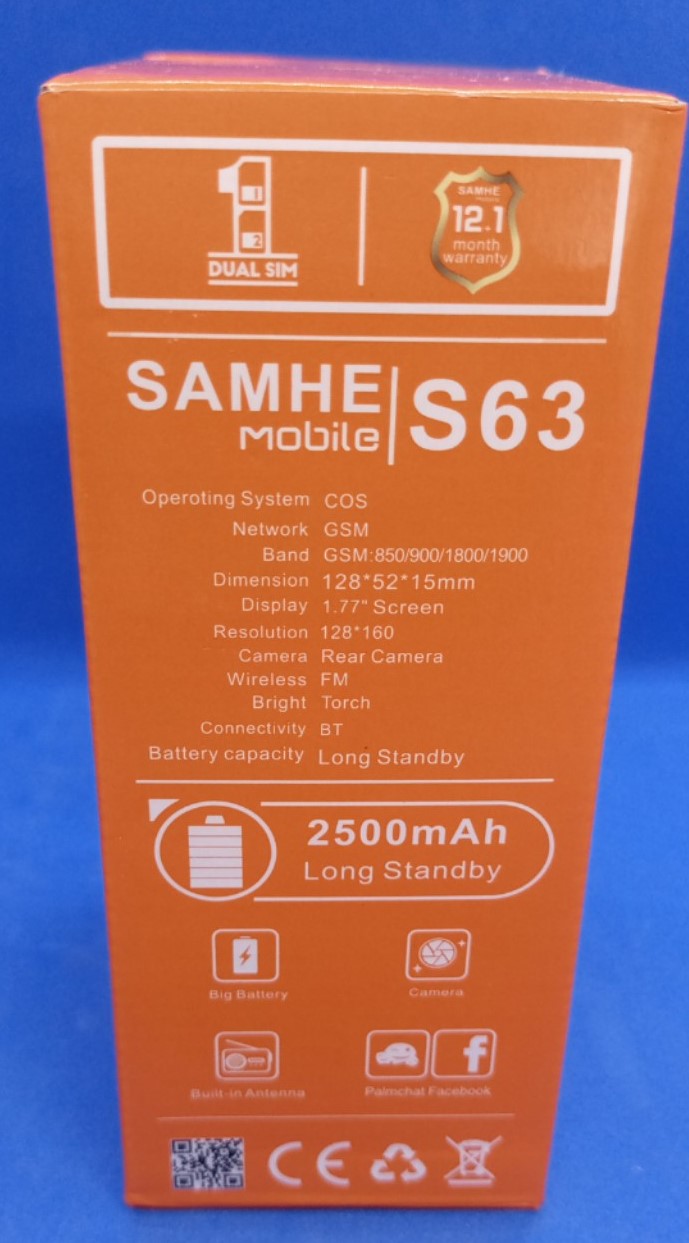 1
1
2
DUAL SIM
SAMHE
mobile
12.1
month
warranty
SAMHE
Mobile
S63
Operoting System COS
Network GSM
Band GSM:850/900/1800/1900
Dimension 128*52*15mm
Display 1.77" Screen
Resolution 128*160
Camera Rear Camera
Wireless FM
Bright Torch
Connectivity BT
Battery capacity Long Standby
2500mAh
Long Standby
Big Battery
Camera
f
Built-in Antenna
Palmchat Facebook
CE